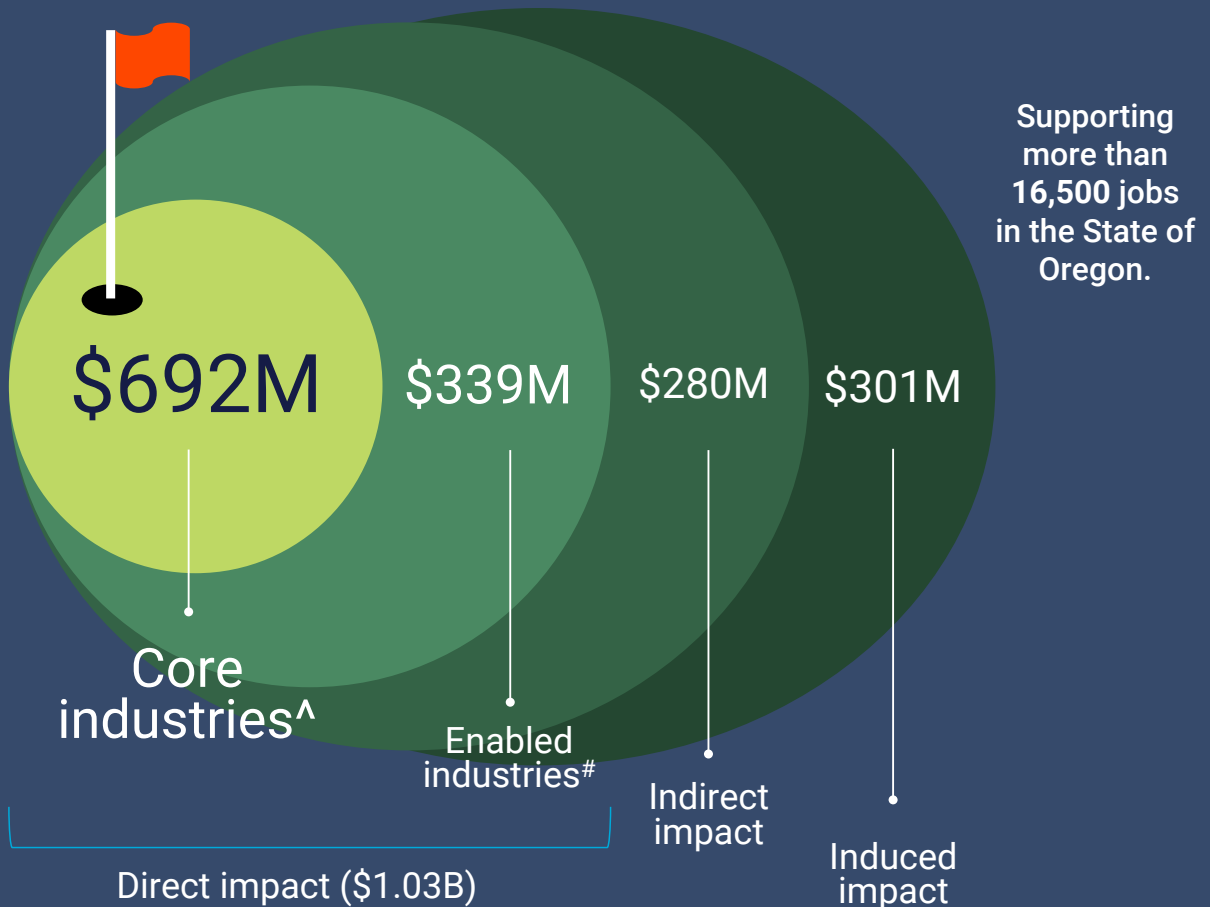 Supporting
more than
16,500 jobs
in the State of
Oregon.
$692M
$339M
$280M
$301M
Core
industries^
Enabled
industries#
Indirect
impact
Induced
impact
Direct impact ($1.03B)